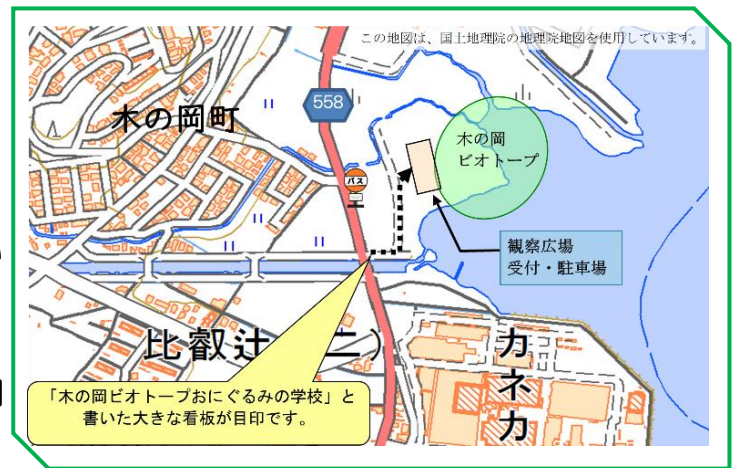 この地図は、国土地理院の地理院地図を使用しています。
558
木の岡町
木の岡
ビオトープ
バス
観察広場
受付・駐車場
比叡辻(二)
カネカ
「木の岡ビオトープおにぐるみの学校」と
書いた大きな看板が目印です。